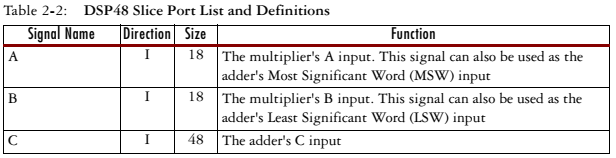 Table 2-2: DSP48 Slice Port List and Definitions
Signal Name Direction Size Function
A I 18 The multiplier's A input. This signal can also be used as the
adder's Most Significant Word (MSW) input
B I 18 The multiplier's B input. This signal can also be used as the
adder's Least Significant Word (LSW) input
C I 48 The adder's C input